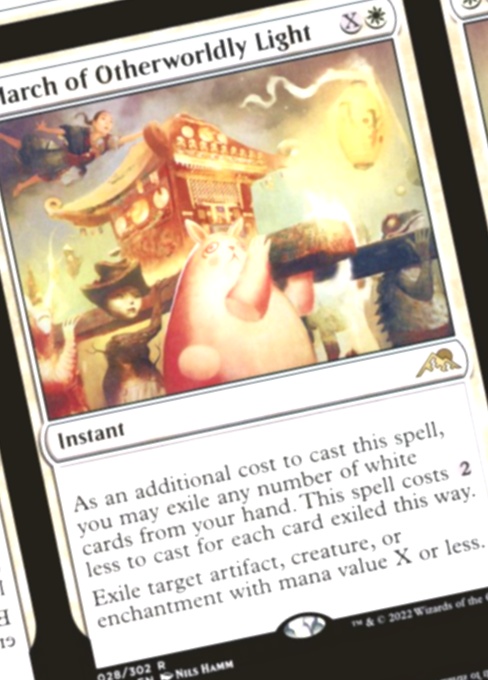 March of Otherworldly Light X
Instant
As an additional cost to cast this spell,
you may exile any number of white
cards from your hand. This spell costs 2
less to cast for each card exiled this way.
Exile target artifact, creature, or
enchantment with mana value X or less.
028/302 R
EN NILS HAMM
™ & © 2022 Wizards of the